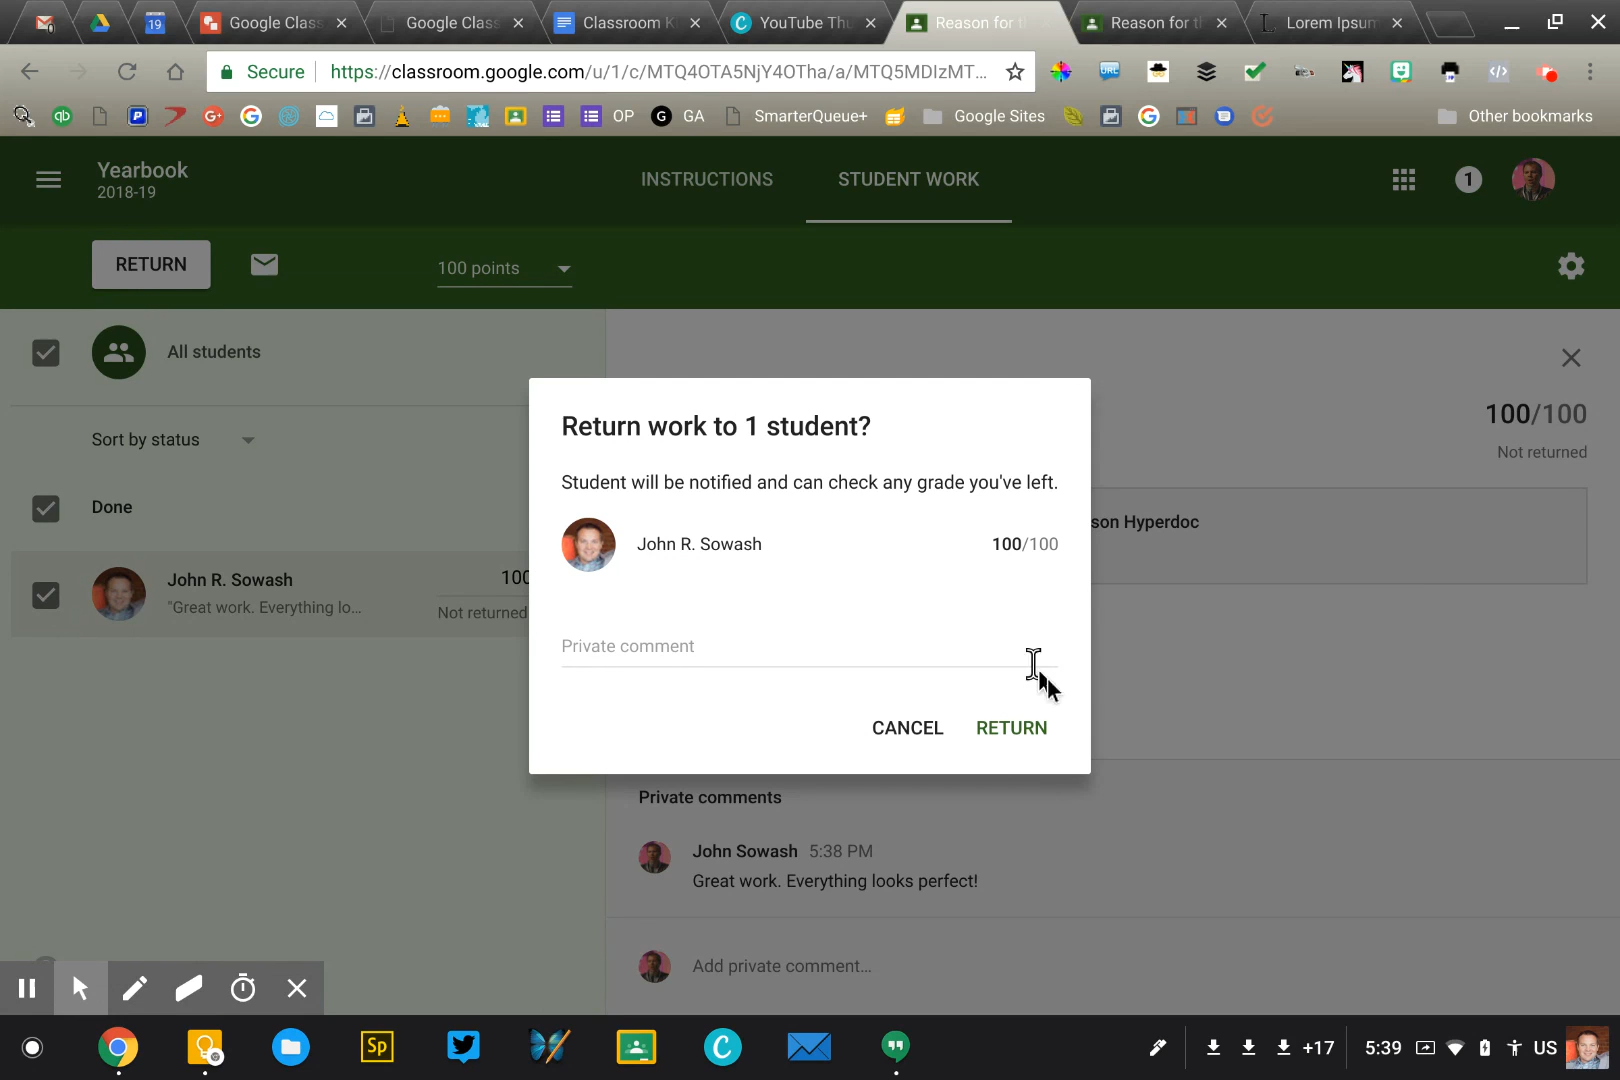 Google Clas
Google Class
Classroom K
YouTube Thu
Reason for t
Reason for t
Lorem Ipsum
Secure
https://classroom.google.com/u/1/c/MTQ4OTA5NjY4OTha/a/MTQ5MDIzMT...
OP
GA
SmarterQueue+
Google Sites
Other bookmarks
Yearbook
2018-19
INSTRUCTIONS
STUDENT WORK
1
RETURN
100 points
All students
100/100
Not returned
Sort by status
Done
John R. Sowash
"Great work. Everything lo...
100
Not returned
son Hyperdoc
Return work to 1 student?
Student will be notified and can check any grade you've left.
John R. Sowash
100/100
Private comment
CANCEL
RETURN
Private comments
John Sowash 5:38 PM
Great work. Everything looks perfect!
Add private comment...
Sp
+17
5:39
US